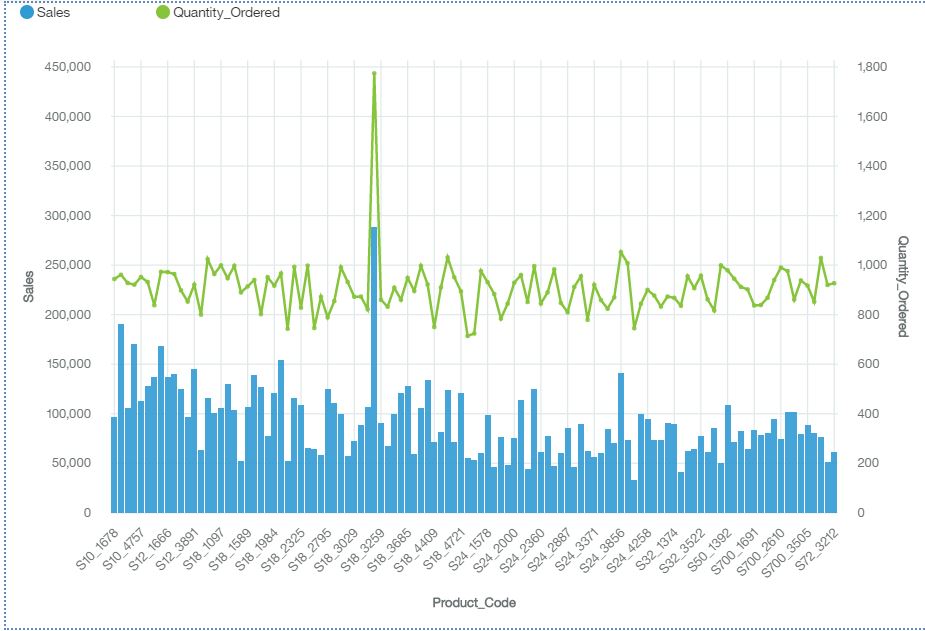 Sales Quantity_Ordered
450,000 1,800
400,000 1,600
350,000 1,400
300,000 1,200
250,000 1,000
200,000 800
150,000 600
100,000 400
50,000 200
0 0
Sales
Quantity_Ordered
S10_1678 S10_4757 S12_1666 S12_3891 S18_1097 S18_1589 S18_1984 S18_2325 S18_2795 S18_3029 S18_3259 S18_3685 S18_4409 S18_4721 S24_1578 S24_2000 S24_2360 S24_2887 S24_3371 S24_3856 S24_4258 S32_1374 S32_3522 S50_1392 S700_1691 S700_2610 S700_3505 S72_3212
Product_Code